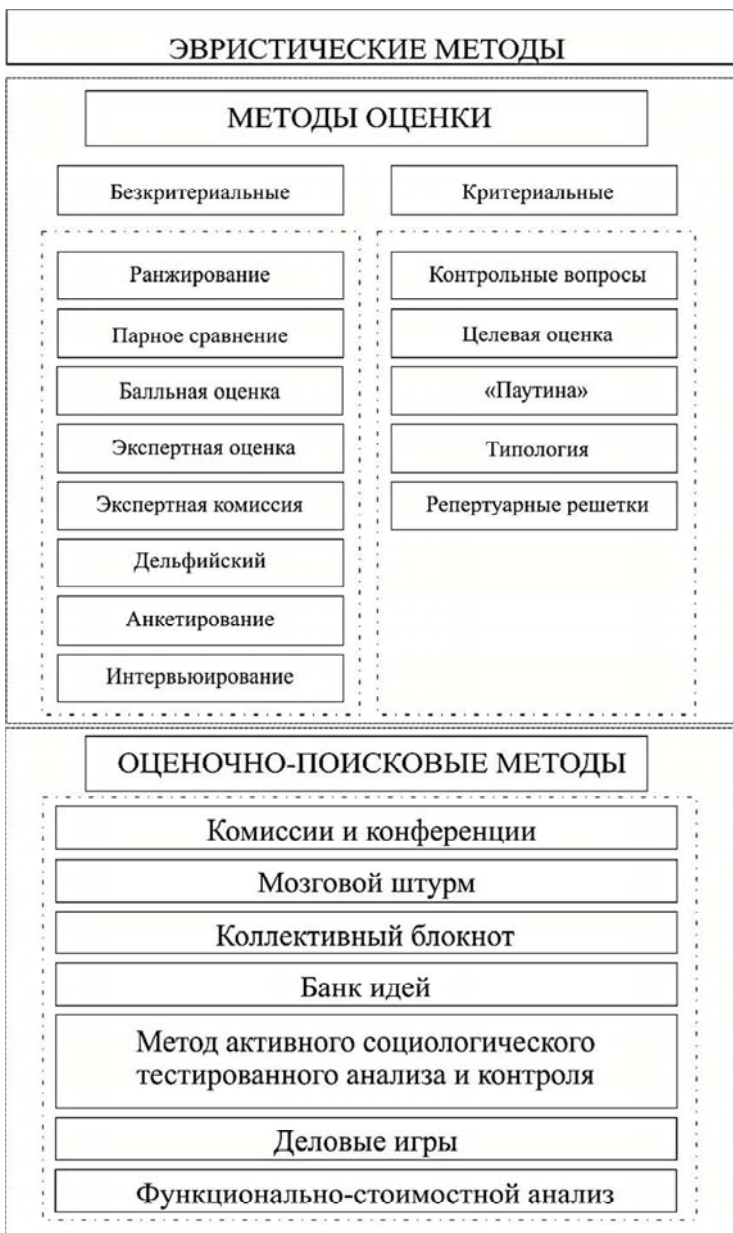 ЭВРИСТИЧЕСКИЕ МЕТОДЫ
МЕТОДЫ ОЦЕНКИ
Безкритериальные
Ранжирование
Парное сравнение
Балльная оценка
Экспертная оценка
Экспертная комиссия
Дельфийский
Анкетирование
Интервьюирование
Критериальные
Контрольные вопросы
Целевая оценка
«Паутина»
Типология
Репертуарные решетки
ОЦЕНОЧНО-ПОИСКОВЫЕ МЕТОДЫ
Комиссии и конференции
Мозговой штурм
Коллективный блокнот
Банк идей
Метод активного социологического
тестированного анализа и контроля
Деловые игры
Функционально-стоимостной анализ